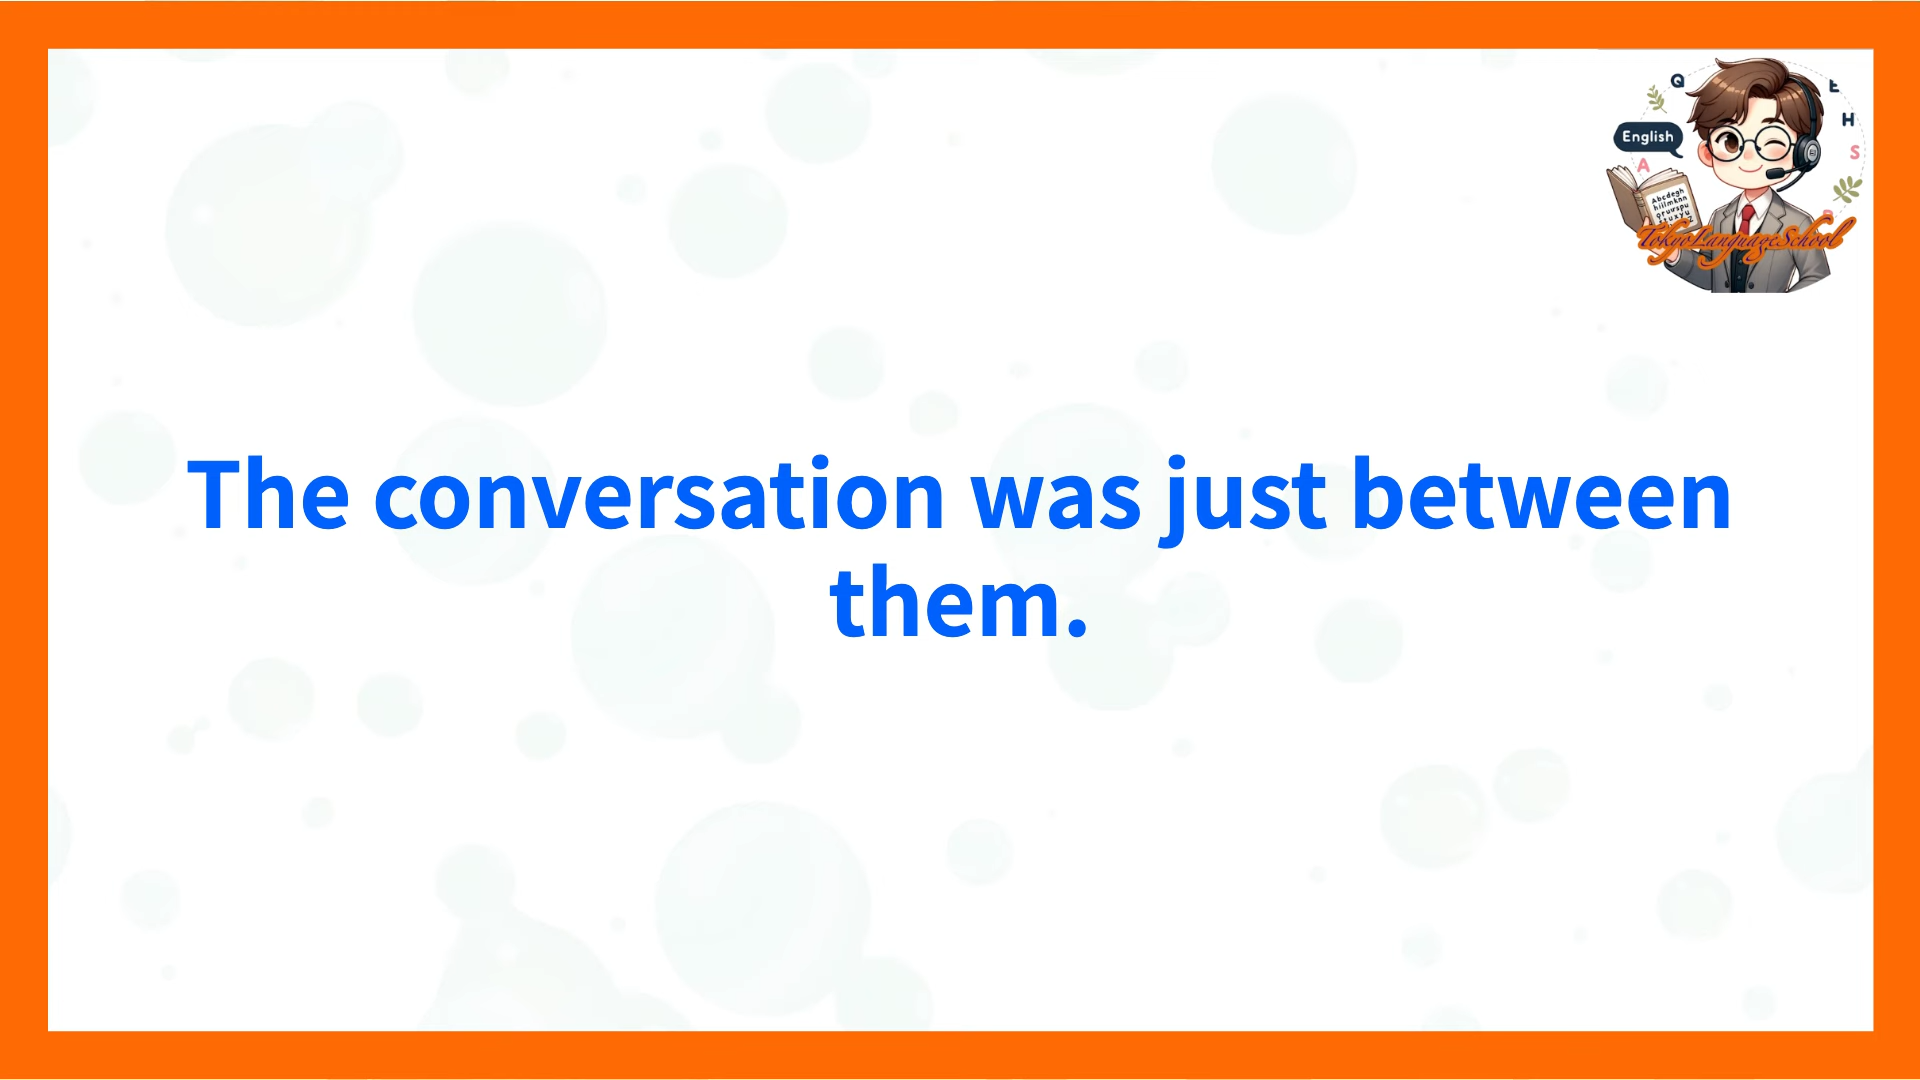 English
TokyoLanguageSchool
The conversation was just between
them.